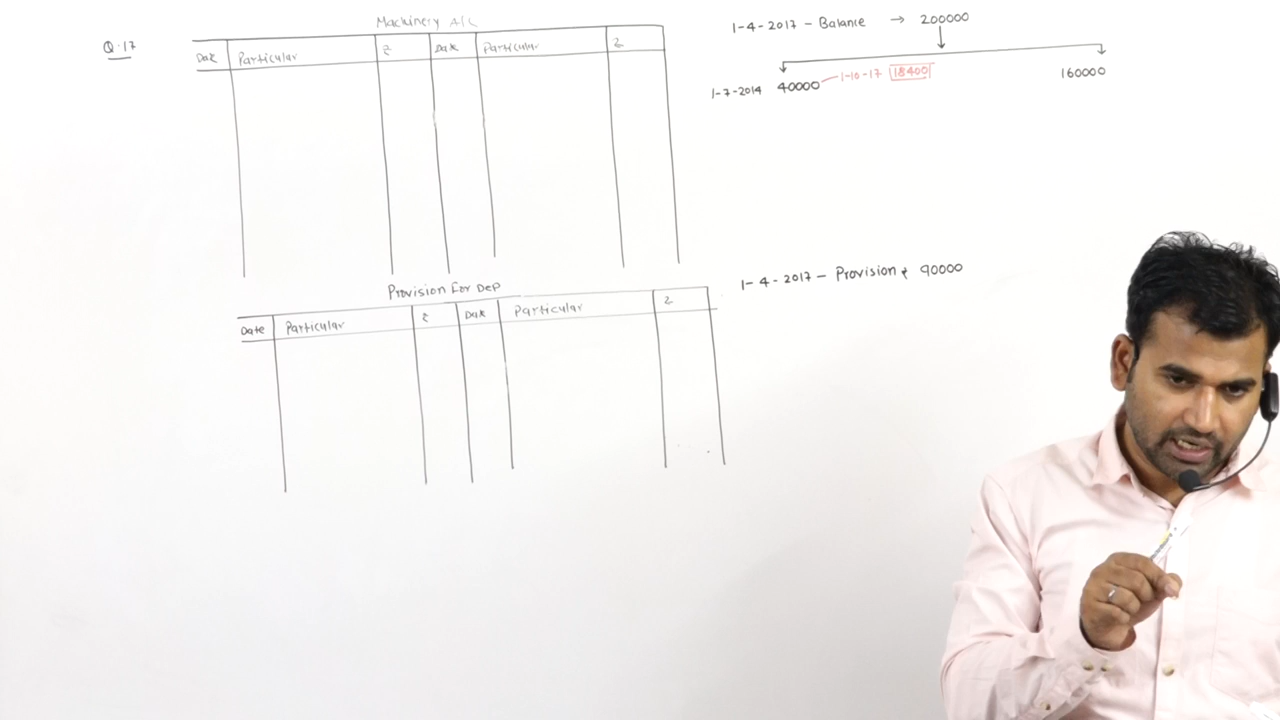 Machinery A/C
Q.17
Date Particular ₹ Date Particular ₹
1-4-2017 - Balance → 200000
1-7-2014 40000 1-10-17 18400 160000
Provision For Dep
Date Particular ₹ Date Particular ₹
1-4-2017 - Provision ₹ 90000